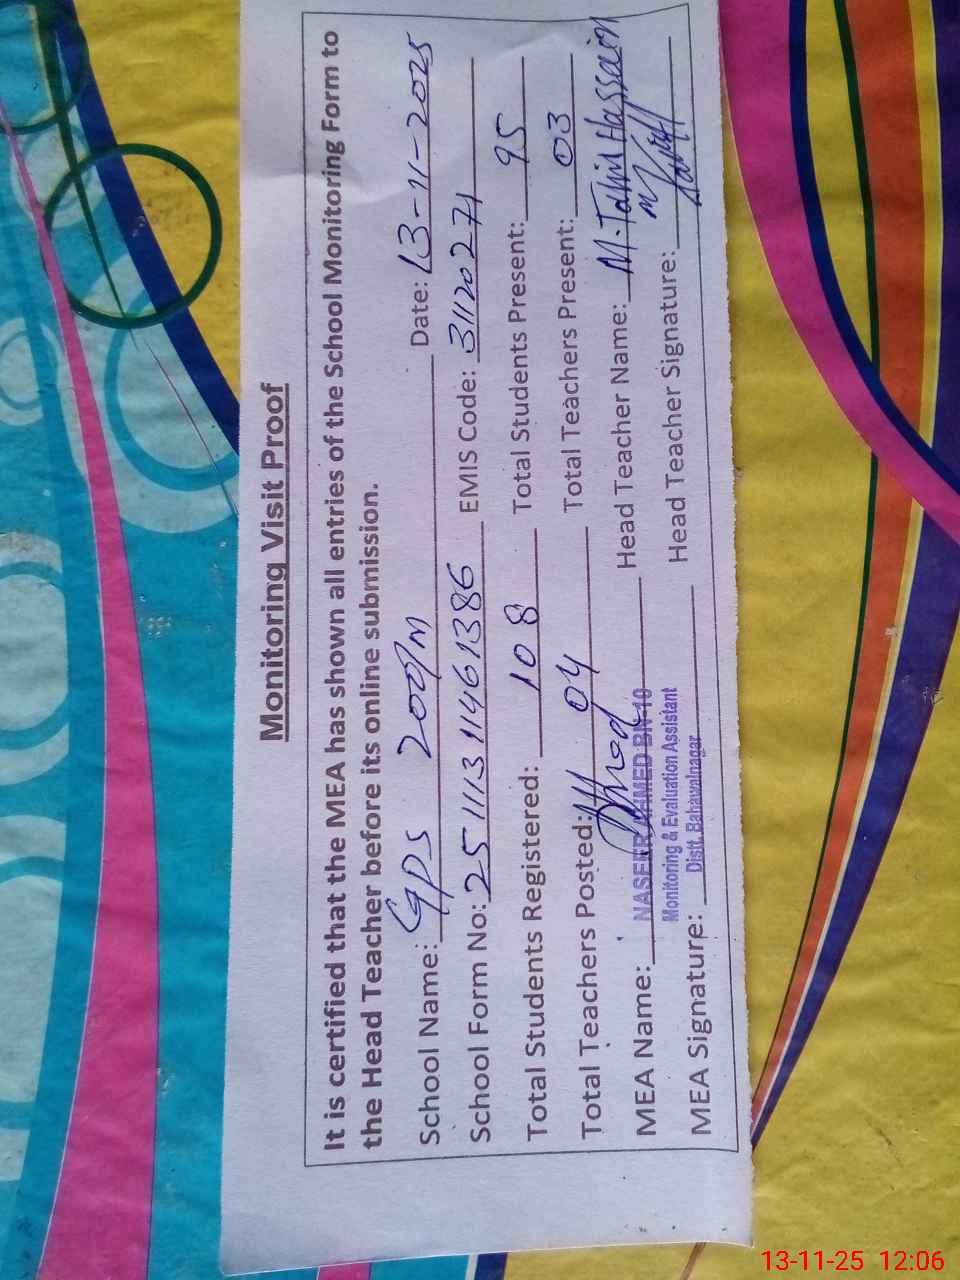 Monitoring Visit Proof
It is certified that the MEA has shown all entries of the School Monitoring Form to
the Head Teacher before its online submission.
School Name: GPS Date: 13-11-2025
School Form No: 25111311461386 EMIS Code: 31120271
Total Students Registered: 108 Total Students Present: 95
Total Teachers Posted: 04 Total Teachers Present: 03
MEA Name: NASEER AHMED BN-10 Head Teacher Name: M. Tahir Hassain
Monitoring & Evaluation Assistant
MEA Signature: Distt. Bahawalnagar Head Teacher Signature:
13-11-25 12:06